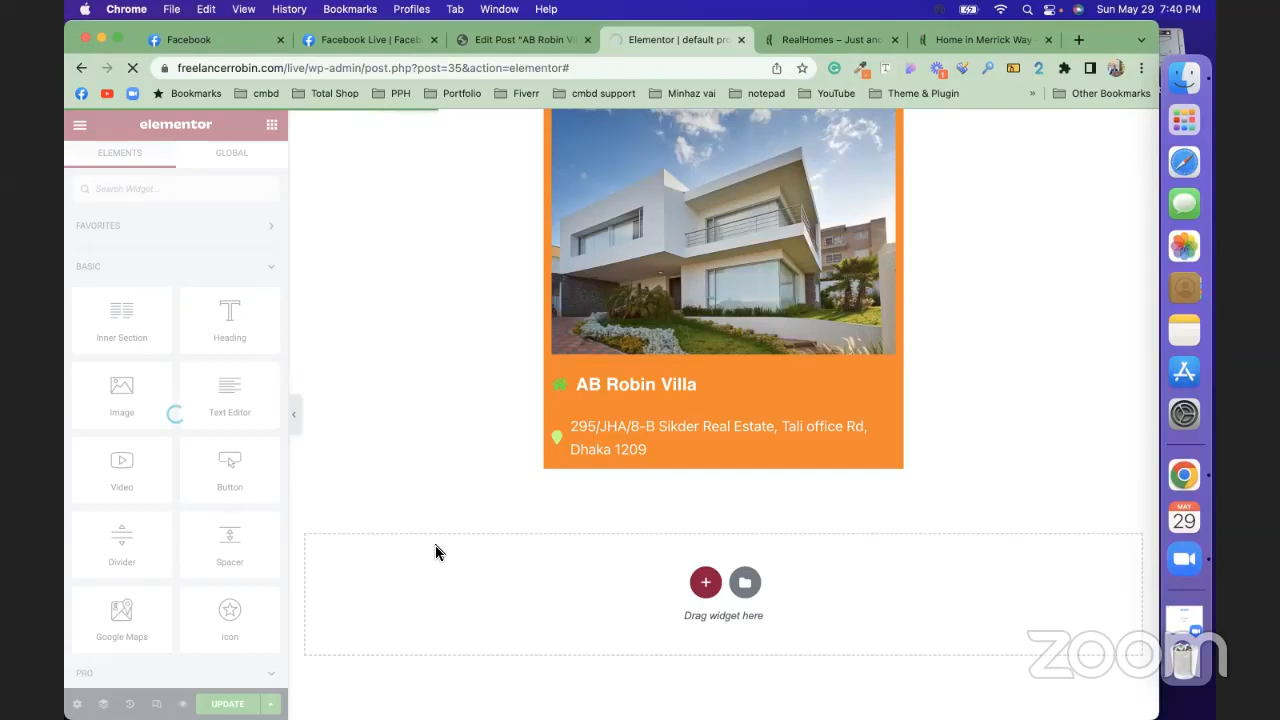 Chrome File Edit View History Bookmarks Profiles Tab Window Help Sun May 29 7:40 PM
Facebook Facebook Live | Faceb Edit Post "AB Robin Vi Elementor | default pro RealHomes – Just and Home in Merrick Way
freelancerrobin.com/live/wp-admin/post.php?post=35&action=elementor#
Bookmarks cmbd Total Shop PPH Portfolio Fiverr cmbd support Minhaz vai notepad YouTube Theme & Plugin » Other Bookmarks
elementor
ELEMENTS GLOBAL
Search Widget...
FAVORITES
BASIC
Inner Section Heading
Image Text Editor
Video Button
Divider Spacer
Google Maps Icon
PRO
UPDATE
AB Robin Villa
295/JHA/8-B Sikder Real Estate, Tali office Rd,
Dhaka 1209
Drag widget here
MAY
29
zoom